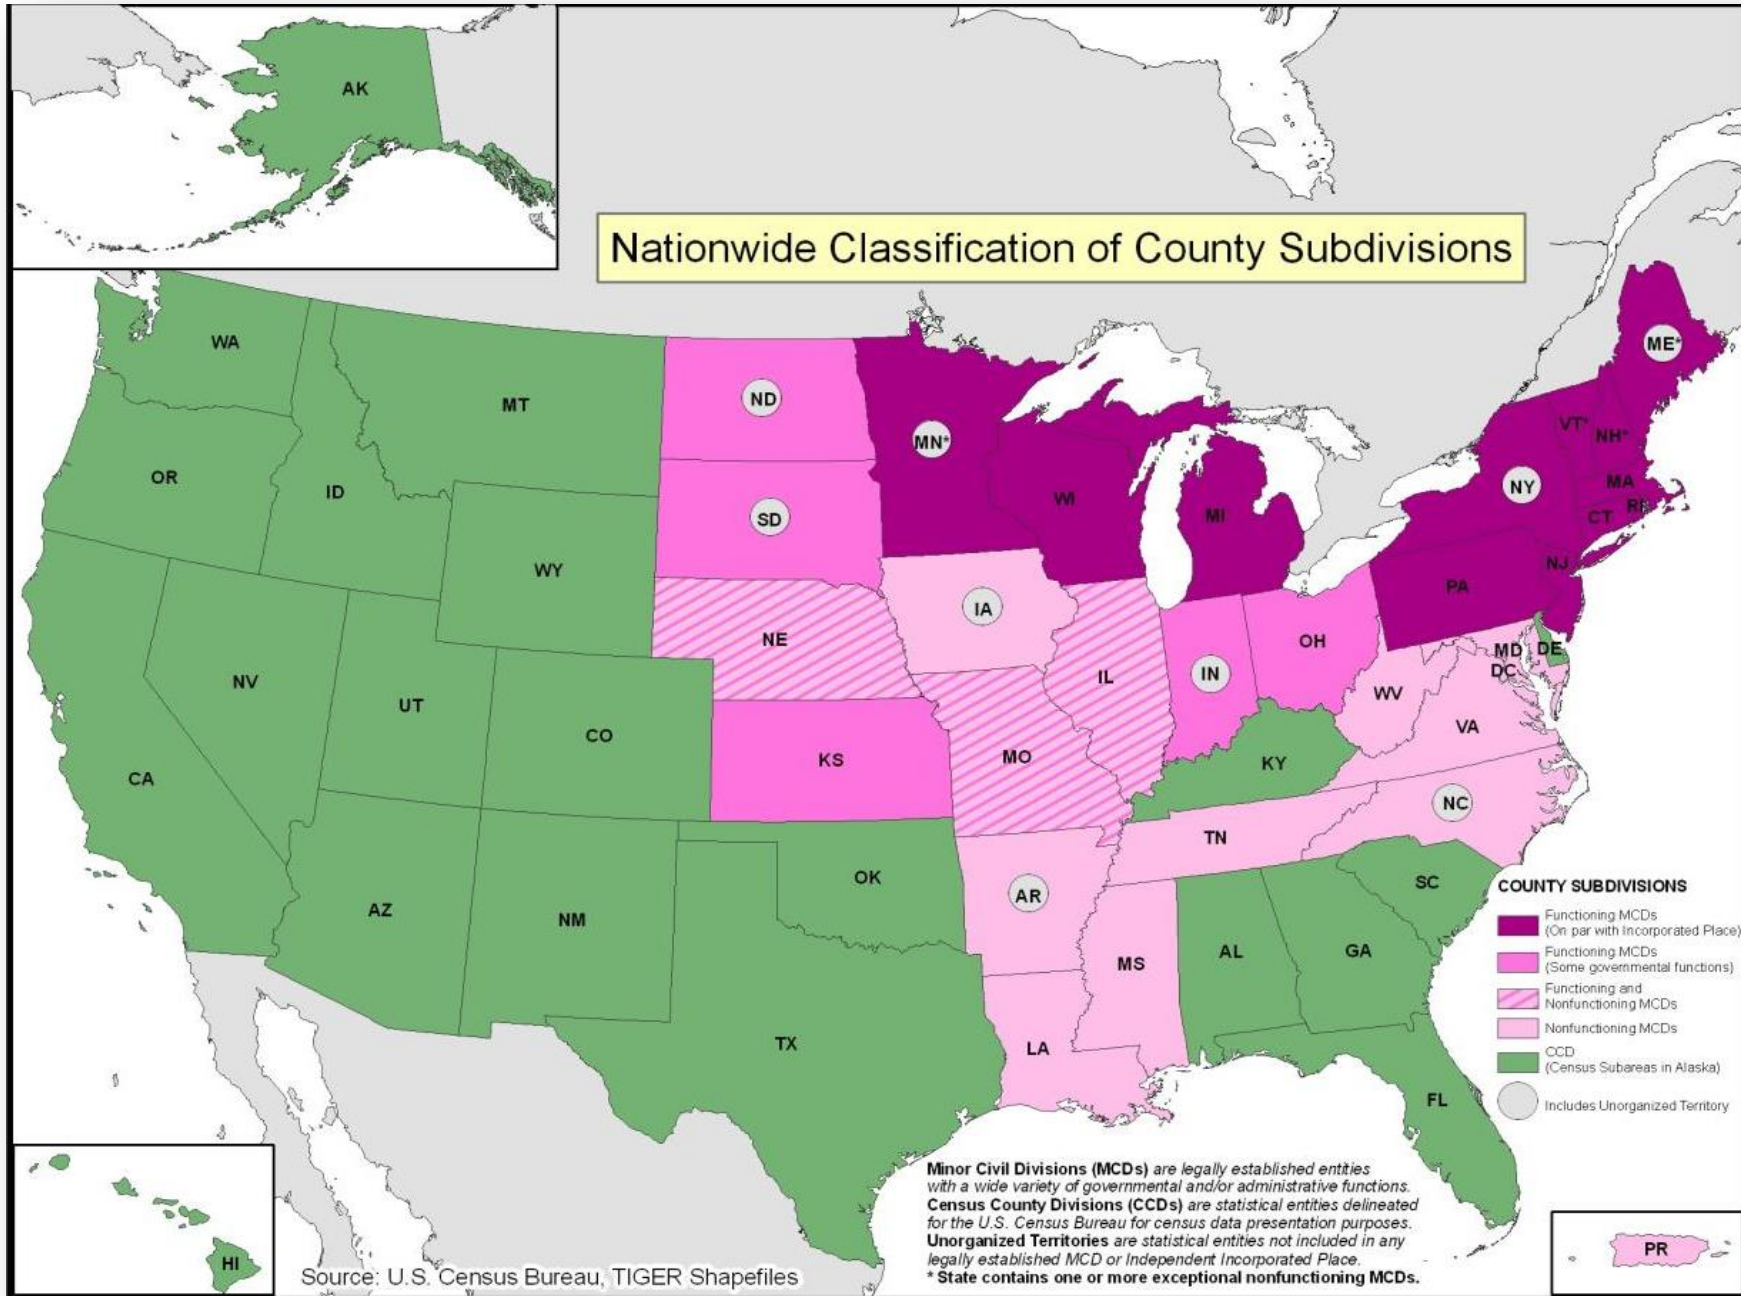 AK
Nationwide Classification of County Subdivisions
WA
MT
ND
MN*
ME*
VT*
NH*
OR
ID
SD
WI
MI
NY
MA
RI
CT
WY
NE
IA
IL
IN
OH
PA
NJ
MD
DE
DC
NV
UT
CO
KS
MO
WV
VA
CA
KY
NC
TN
AZ
NM
OK
AR
SC
MS
AL
GA
TX
LA
FL
HI
PR
COUNTY SUBDIVISIONS
Functioning MCDs
(On par with Incorporated Place)
Functioning MCDs
(Some governmental functions)
Functioning and
Nonfunctioning MCDs
Nonfunctioning MCDs
CCD
(Census Subareas in Alaska)
Includes Unorganized Territory
Minor Civil Divisions (MCDs) are legally established entities
with a wide variety of governmental and/or administrative functions.
Census County Divisions (CCDs) are statistical entities delineated
for the U.S. Census Bureau for census data presentation purposes.
Unorganized Territories are statistical entities not included in any
legally established MCD or Independent Incorporated Place.
* State contains one or more exceptional nonfunctioning MCDs.
Source: U.S. Census Bureau, TIGER Shapefiles